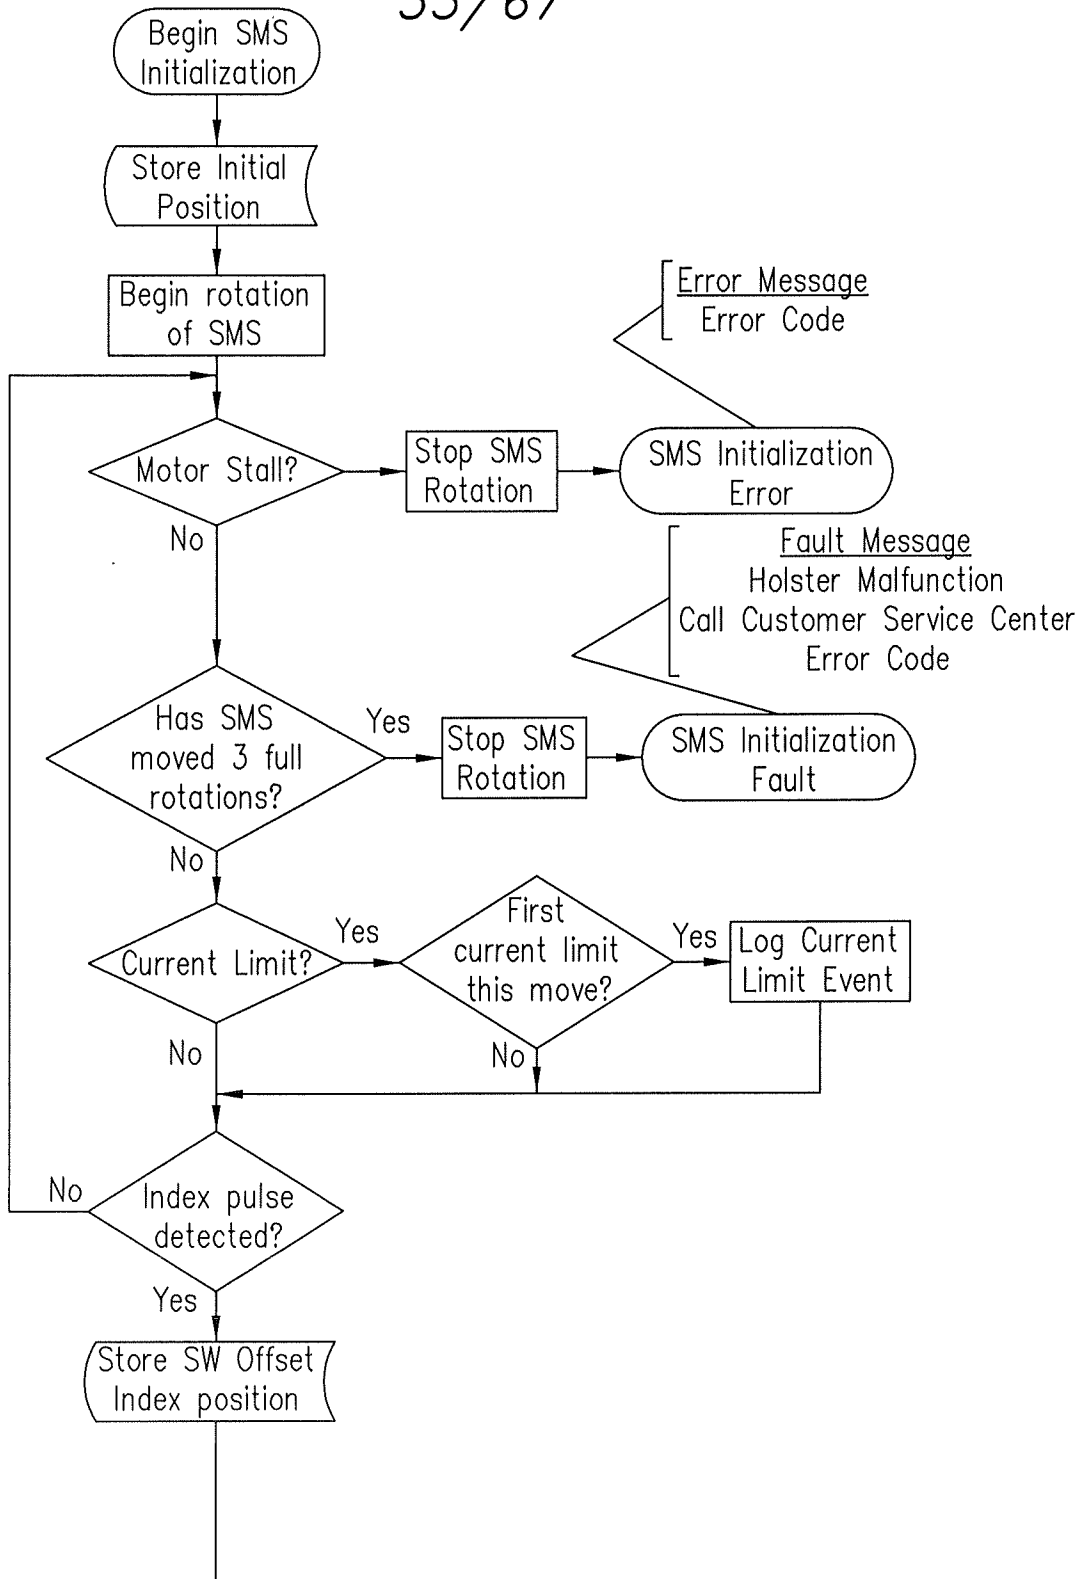 Begin SMS
Initialization
Store Initial
Position
Begin rotation
of SMS
Error Message
Error Code
Motor Stall?
Stop SMS
Rotation
SMS Initialization
Error
No
Fault Message
Holster Malfunction
Call Customer Service Center
Error Code
Has SMS
moved 3 full
rotations?
Yes
Stop SMS
Rotation
SMS Initialization
Fault
No
Current Limit?
Yes
First
current limit
this move?
Yes
Log Current
Limit Event
No
No
Index pulse
detected?
No
Yes
Store SW Offset
Index position